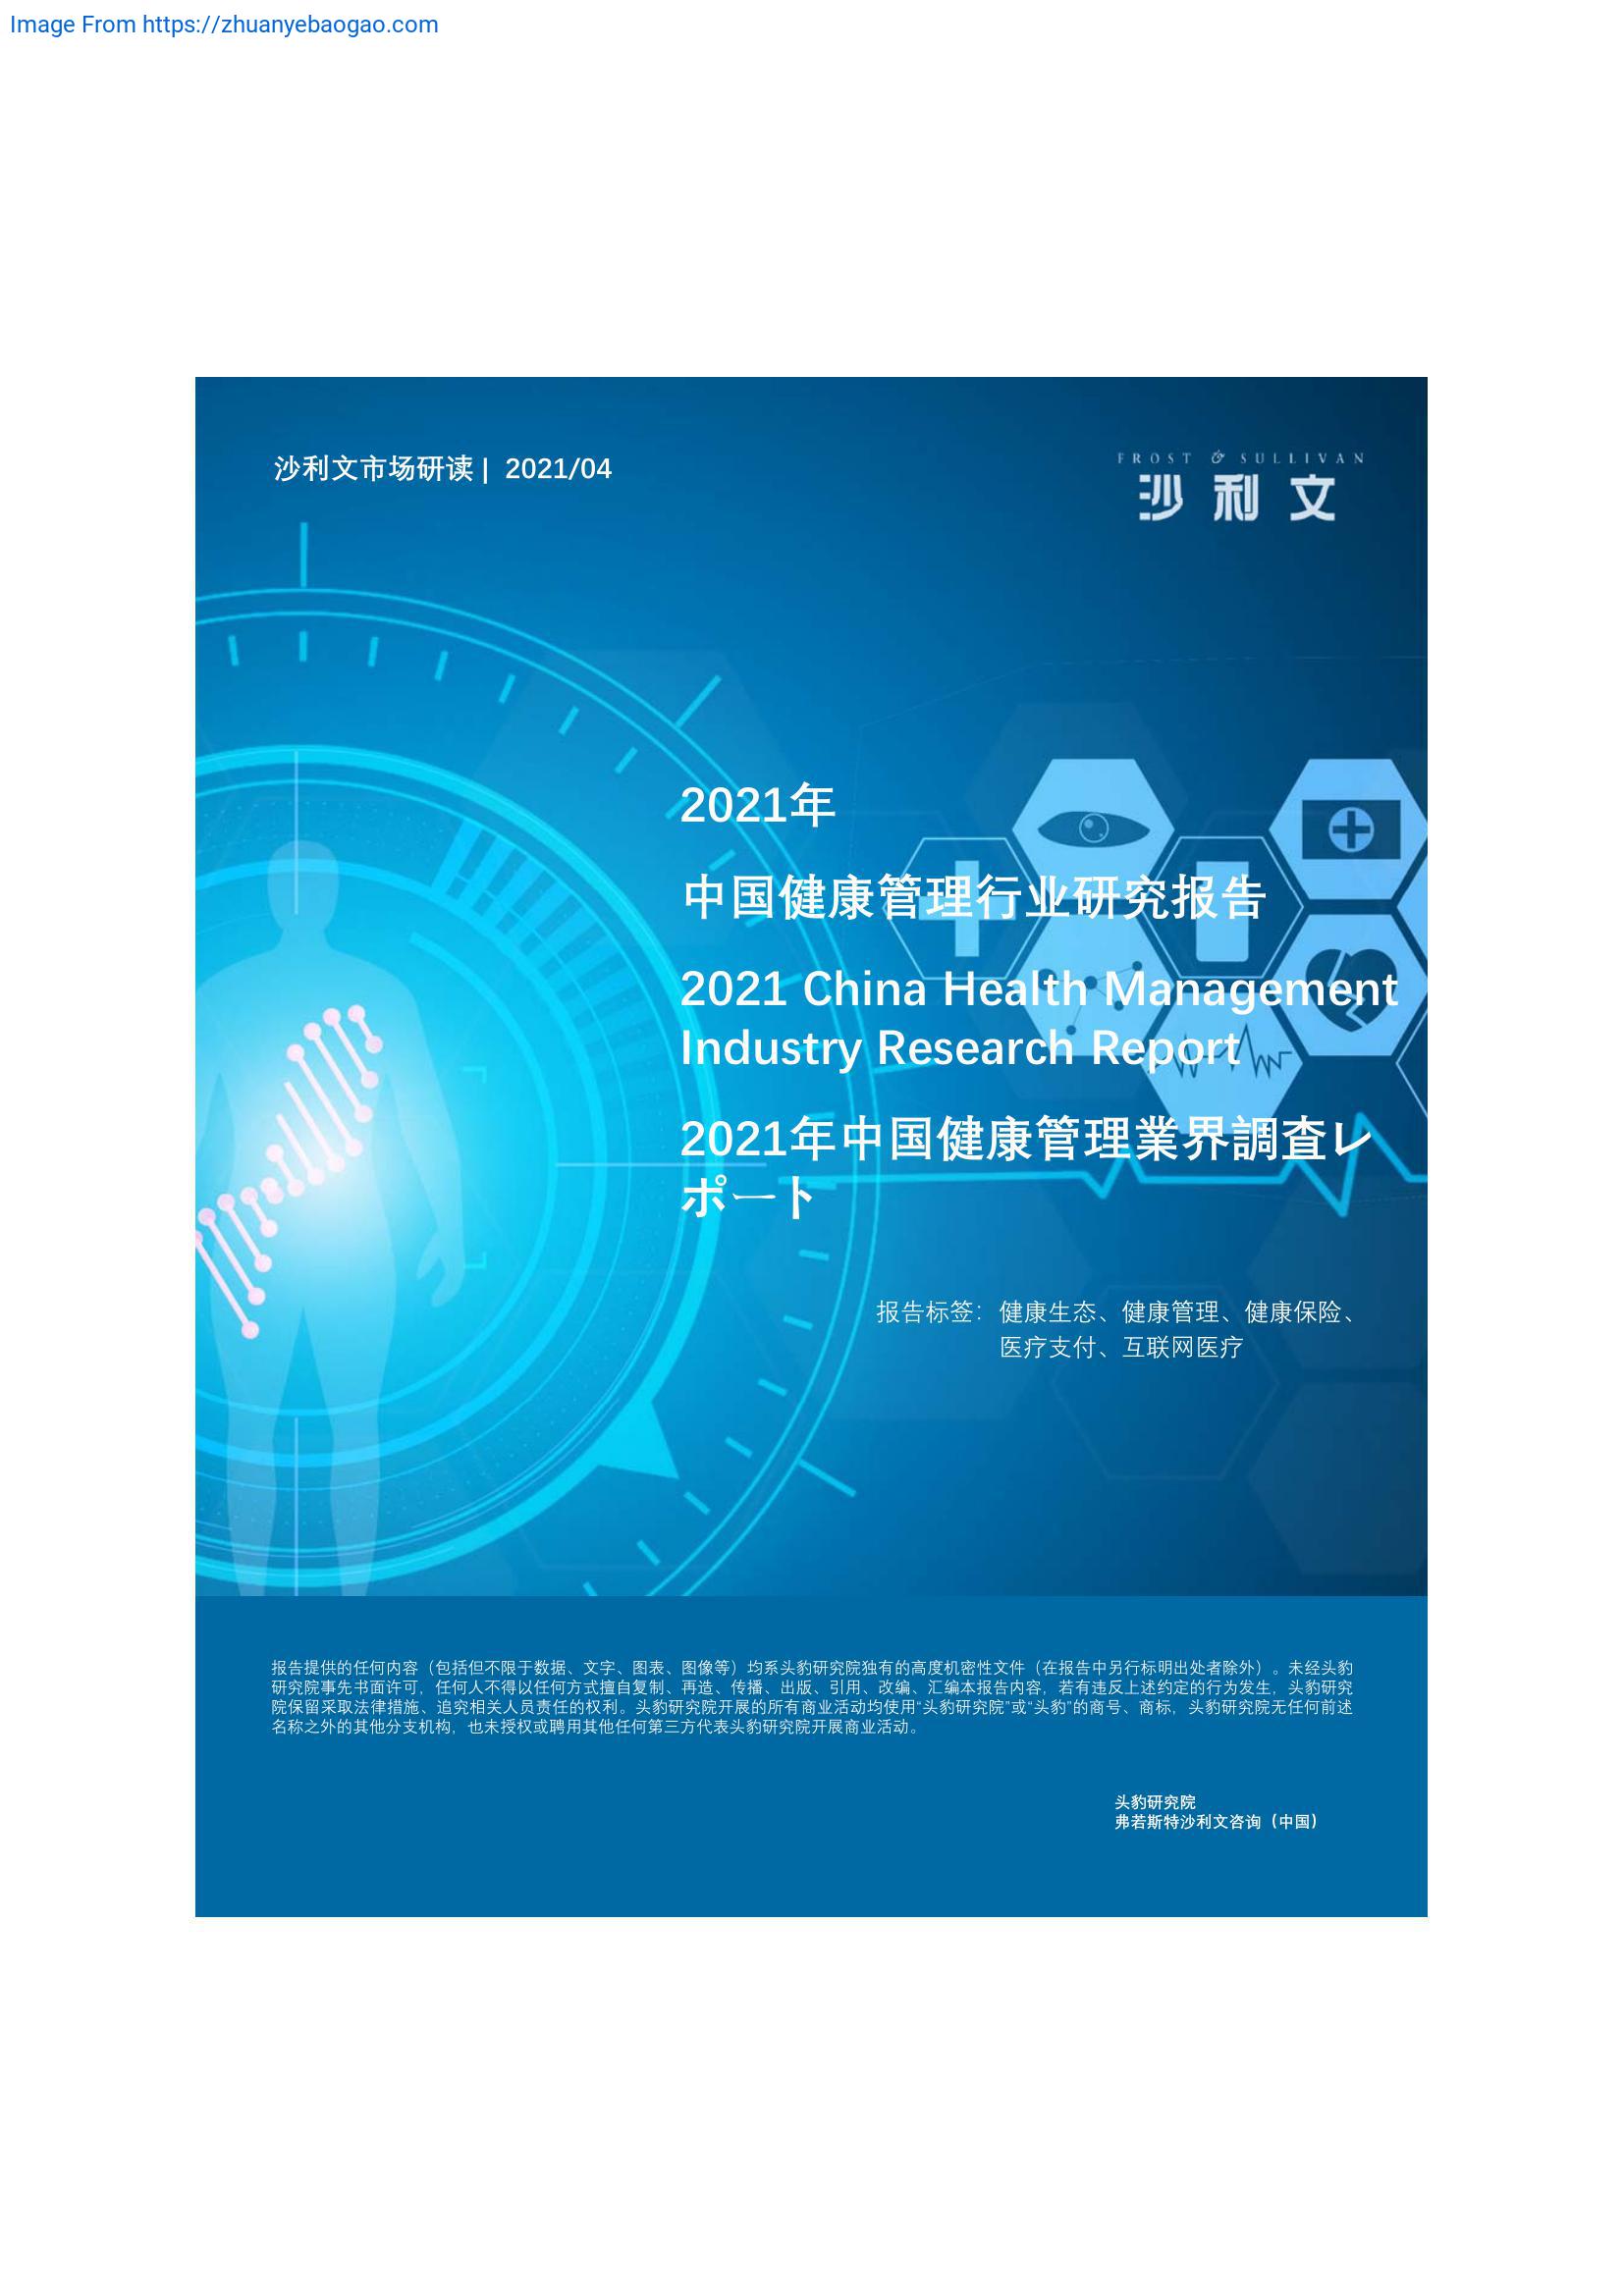 Image From https://zhuanyebaogao.com
沙利文市场研读 | 2021/04
FROST & SULLIVAN
沙利文
2021年
中国健康管理行业研究报告
2021 China Health Management
Industry Research Report
2021年中国健康管理業界調査レ
ポート
报告标签：健康生态、健康管理、健康保险、
医疗支付、互联网医疗
报告提供的任何内容（包括但不限于数据、文字、图表、图像等）均系头豹研究院独有的高度机密性文件（在报告中另行标明出处者除外）。未经头豹
研究院事先书面许可，任何人不得以任何方式擅自复制、再造、传播、出版、引用、改编、汇编本报告内容，若有违反上述约定的行为发生，头豹研究
院保留采取法律措施、追究相关人员责任的权利。头豹研究院开展的所有商业活动均使用“头豹研究院”或“头豹”的商号、商标，头豹研究院无任何前述
名称之外的其他分支机构，也未授权或聘用其他任何第三方代表头豹研究院开展商业活动。
头豹研究院
弗若斯特沙利文咨询（中国）